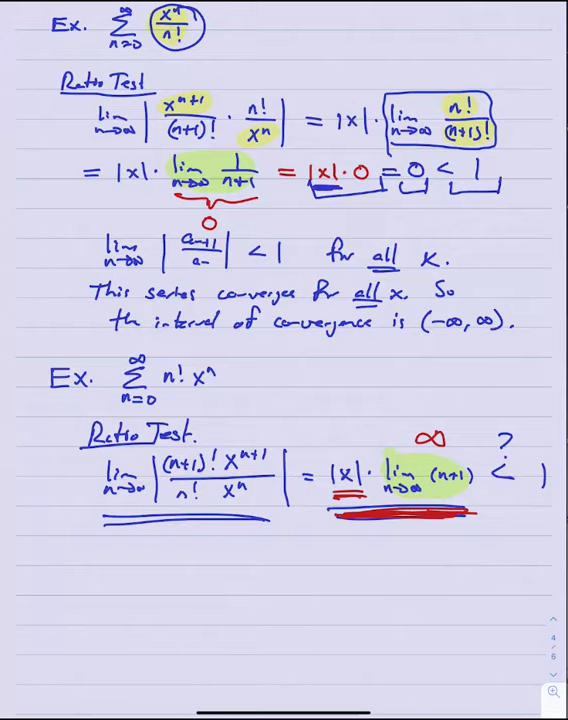 Ex. ∑_{n=0}^{∞} x^n/n!
Ratio Test
lim_{n→∞} | x^{n+1}/(n+1)! · n!/x^n | = |x| · lim_{n→∞} n!/(n+1)!
= |x| · lim_{n→∞} 1/(n+1) = |x| · 0 = 0 < 1
0
lim_{n→∞} | a_{n+1}/a_n | < 1 for all x.
This series converges for all x. So
the interval of convergence is (-∞, ∞).
Ex. ∑_{n=0}^{∞} n! x^n
Ratio Test.
∞ ?
lim_{n→∞} | (n+1)! x^{n+1} / n! x^n | = |x| · lim_{n→∞} (n+1) < 1
4
/
6